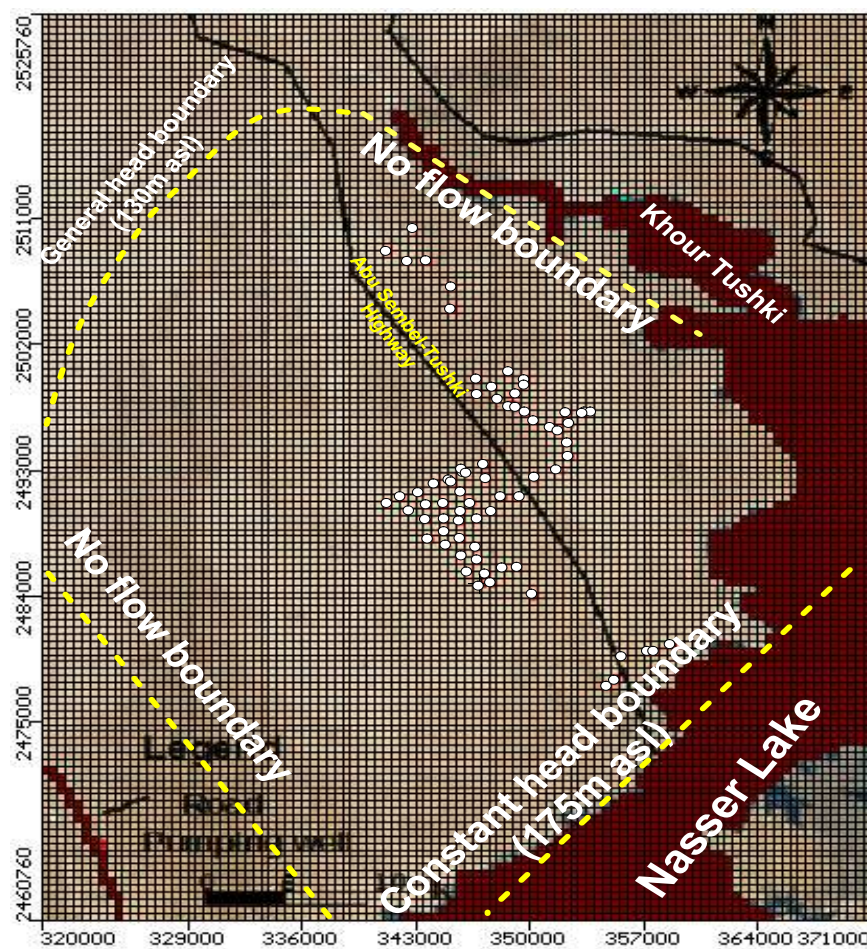 2525760
2511000
2502000
2493000
2484000
2475000
2460760
N
W
E
S
General head boundary
(130m asl)
No flow boundary
Khour Tushki
Abu Sembel-Tushki
Highway
No flow boundary
Constant head boundary
(175m asl)
Nasser Lake
Legend
Road
Pumping well
0
320000 329000 336000 343000 350000 357000 364000 371000